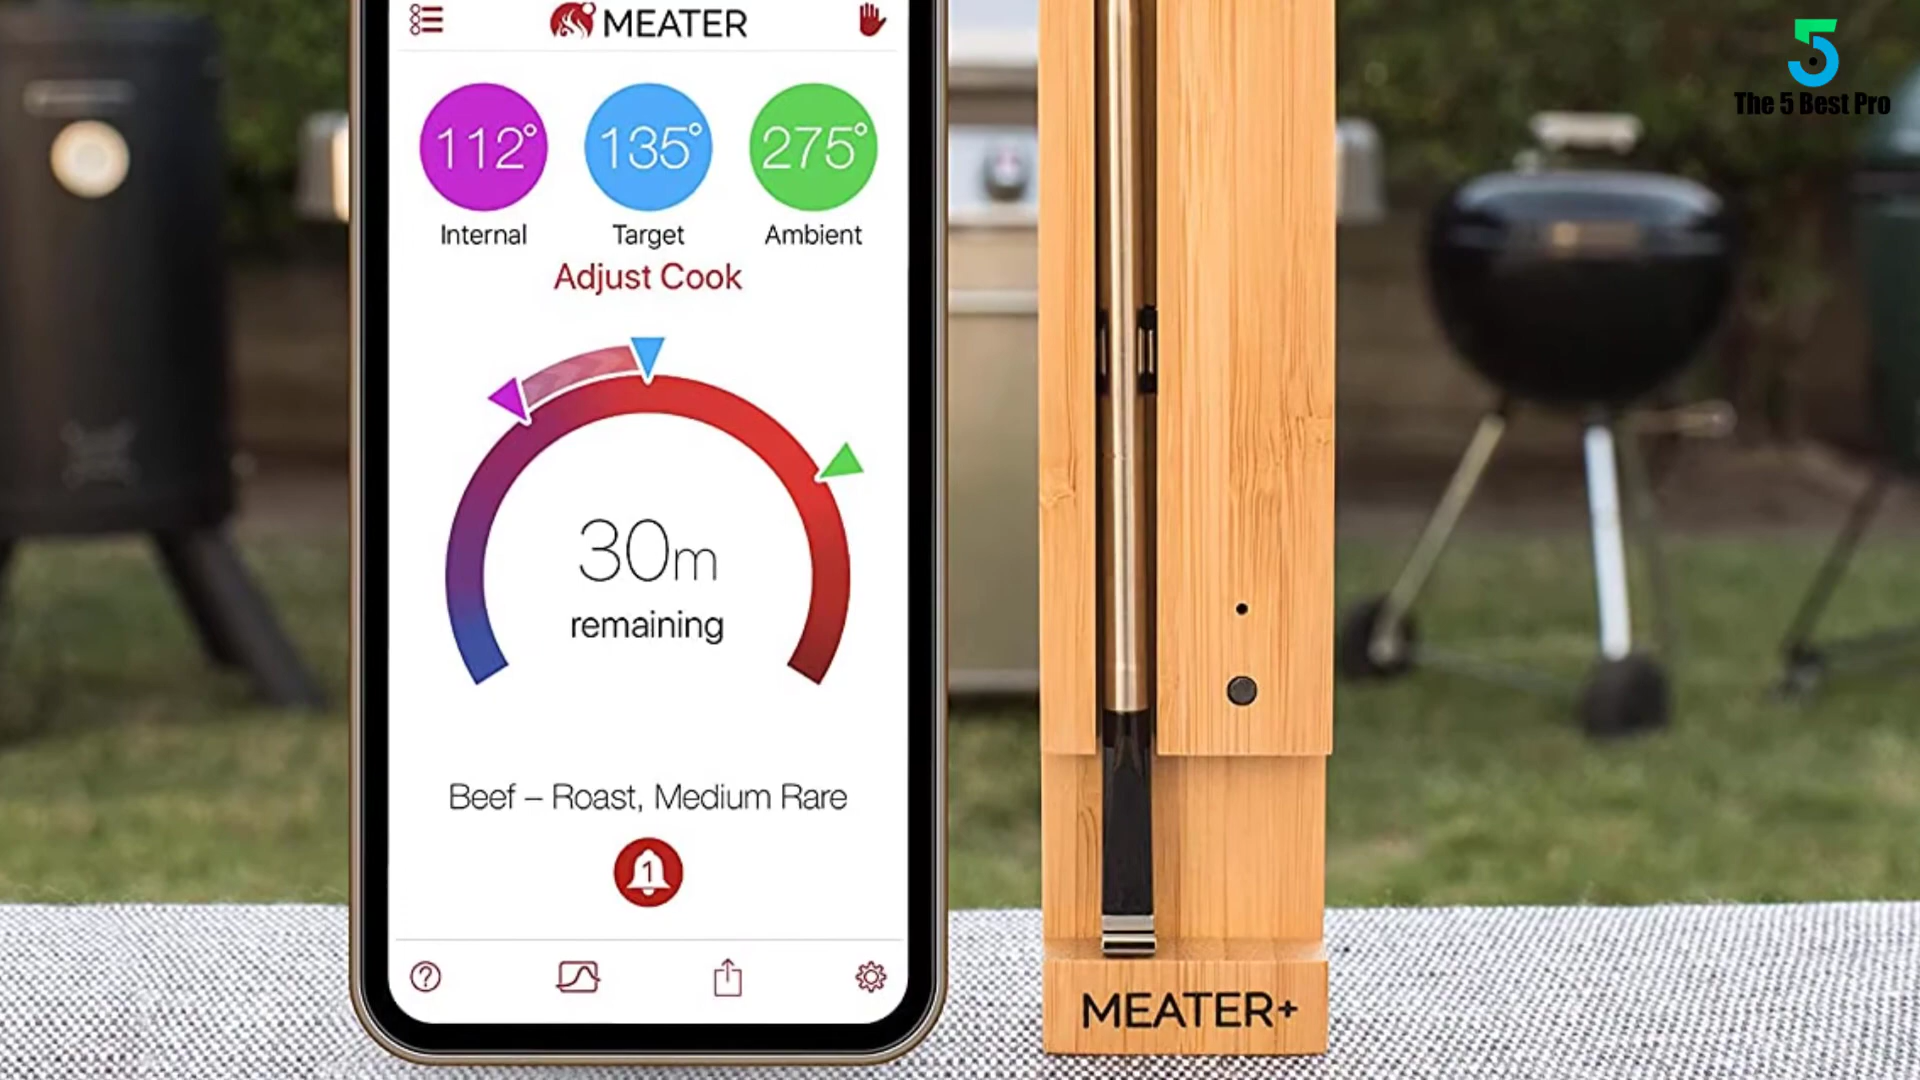 MEATER
112° 135° 275°
Internal Target Ambient
Adjust Cook
30m
remaining
Beef – Roast, Medium Rare
1
?
MEATER+
5
The 5 Best Pro